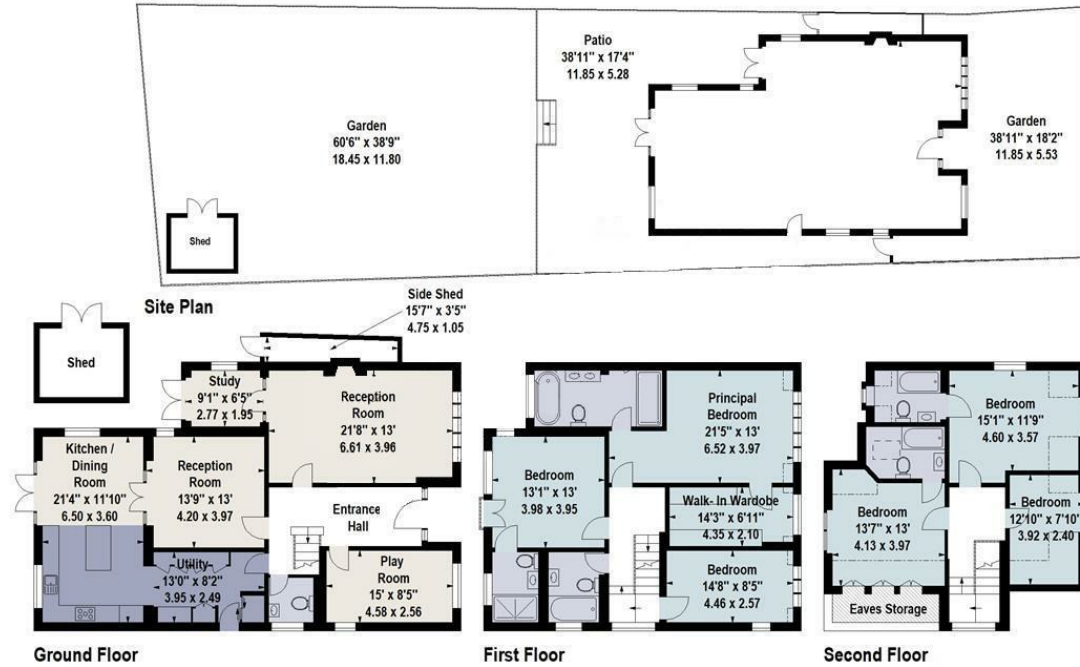 Patio
38'11" x 17'4"
11.85 x 5.28
Garden
60'6" x 38'9"
18.45 x 11.80
Garden
38'11" x 18'2"
11.85 x 5.53
Shed
Site Plan
Side Shed
15'7" x 3'5"
4.75 x 1.05
Shed
Study
9'1" x 6'5"
2.77 x 1.95
Reception
Room
21'8" x 13'
6.61 x 3.96
Kitchen /
Dining
Room
21'4" x 11'10"
6.50 x 3.60
Reception
Room
13'9" x 13'
4.20 x 3.97
Entrance
Hall
Utility
13'0" x 8'2"
3.95 x 2.49
Play
Room
15' x 8'5"
4.58 x 2.56
Ground Floor
Principal
Bedroom
21'5" x 13'
6.52 x 3.97
Bedroom
13'1" x 13'
3.98 x 3.95
Walk- In Wardobe
14'3" x 6'11"
4.35 x 2.10
Bedroom
14'8" x 8'5"
4.46 x 2.57
First Floor
Bedroom
15'1" x 11'9"
4.60 x 3.57
Bedroom
13'7" x 13'
4.13 x 3.97
Bedroom
12'10" x 7'10"
3.92 x 2.40
Eaves Storage
Second Floor